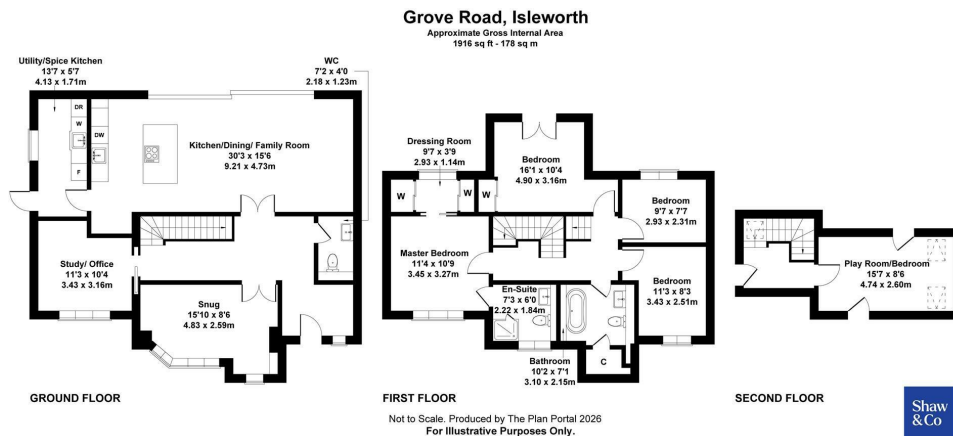 Grove Road, Isleworth
Approximate Gross Internal Area
1916 sq ft - 178 sq m
Utility/Spice Kitchen
13'7 x 5'7
4.13 x 1.71m
WC
7'2 x 4'0
2.18 x 1.23m
DR
W
F
DW
Kitchen/Dining/ Family Room
30'3 x 15'6
9.21 x 4.73m
Study/ Office
11'3 x 10'4
3.43 x 3.16m
Snug
15'10 x 8'6
4.83 x 2.59m
GROUND FLOOR
Dressing Room
9'7 x 3'9
2.93 x 1.14m
W
W
W
Bedroom
16'1 x 10'4
4.90 x 3.16m
Bedroom
9'7 x 7'7
2.93 x 2.31m
Master Bedroom
11'4 x 10'9
3.45 x 3.27m
Bedroom
11'3 x 8'3
3.43 x 2.51m
En-Suite
7'3 x 6'0
2.22 x 1.84m
Bathroom
10'2 x 7'1
3.10 x 2.15m
C
FIRST FLOOR
Play Room/Bedroom
15'7 x 8'6
4.74 x 2.60m
SECOND FLOOR
Not to Scale. Produced by The Plan Portal 2026
For Illustrative Purposes Only.
Shaw
&Co